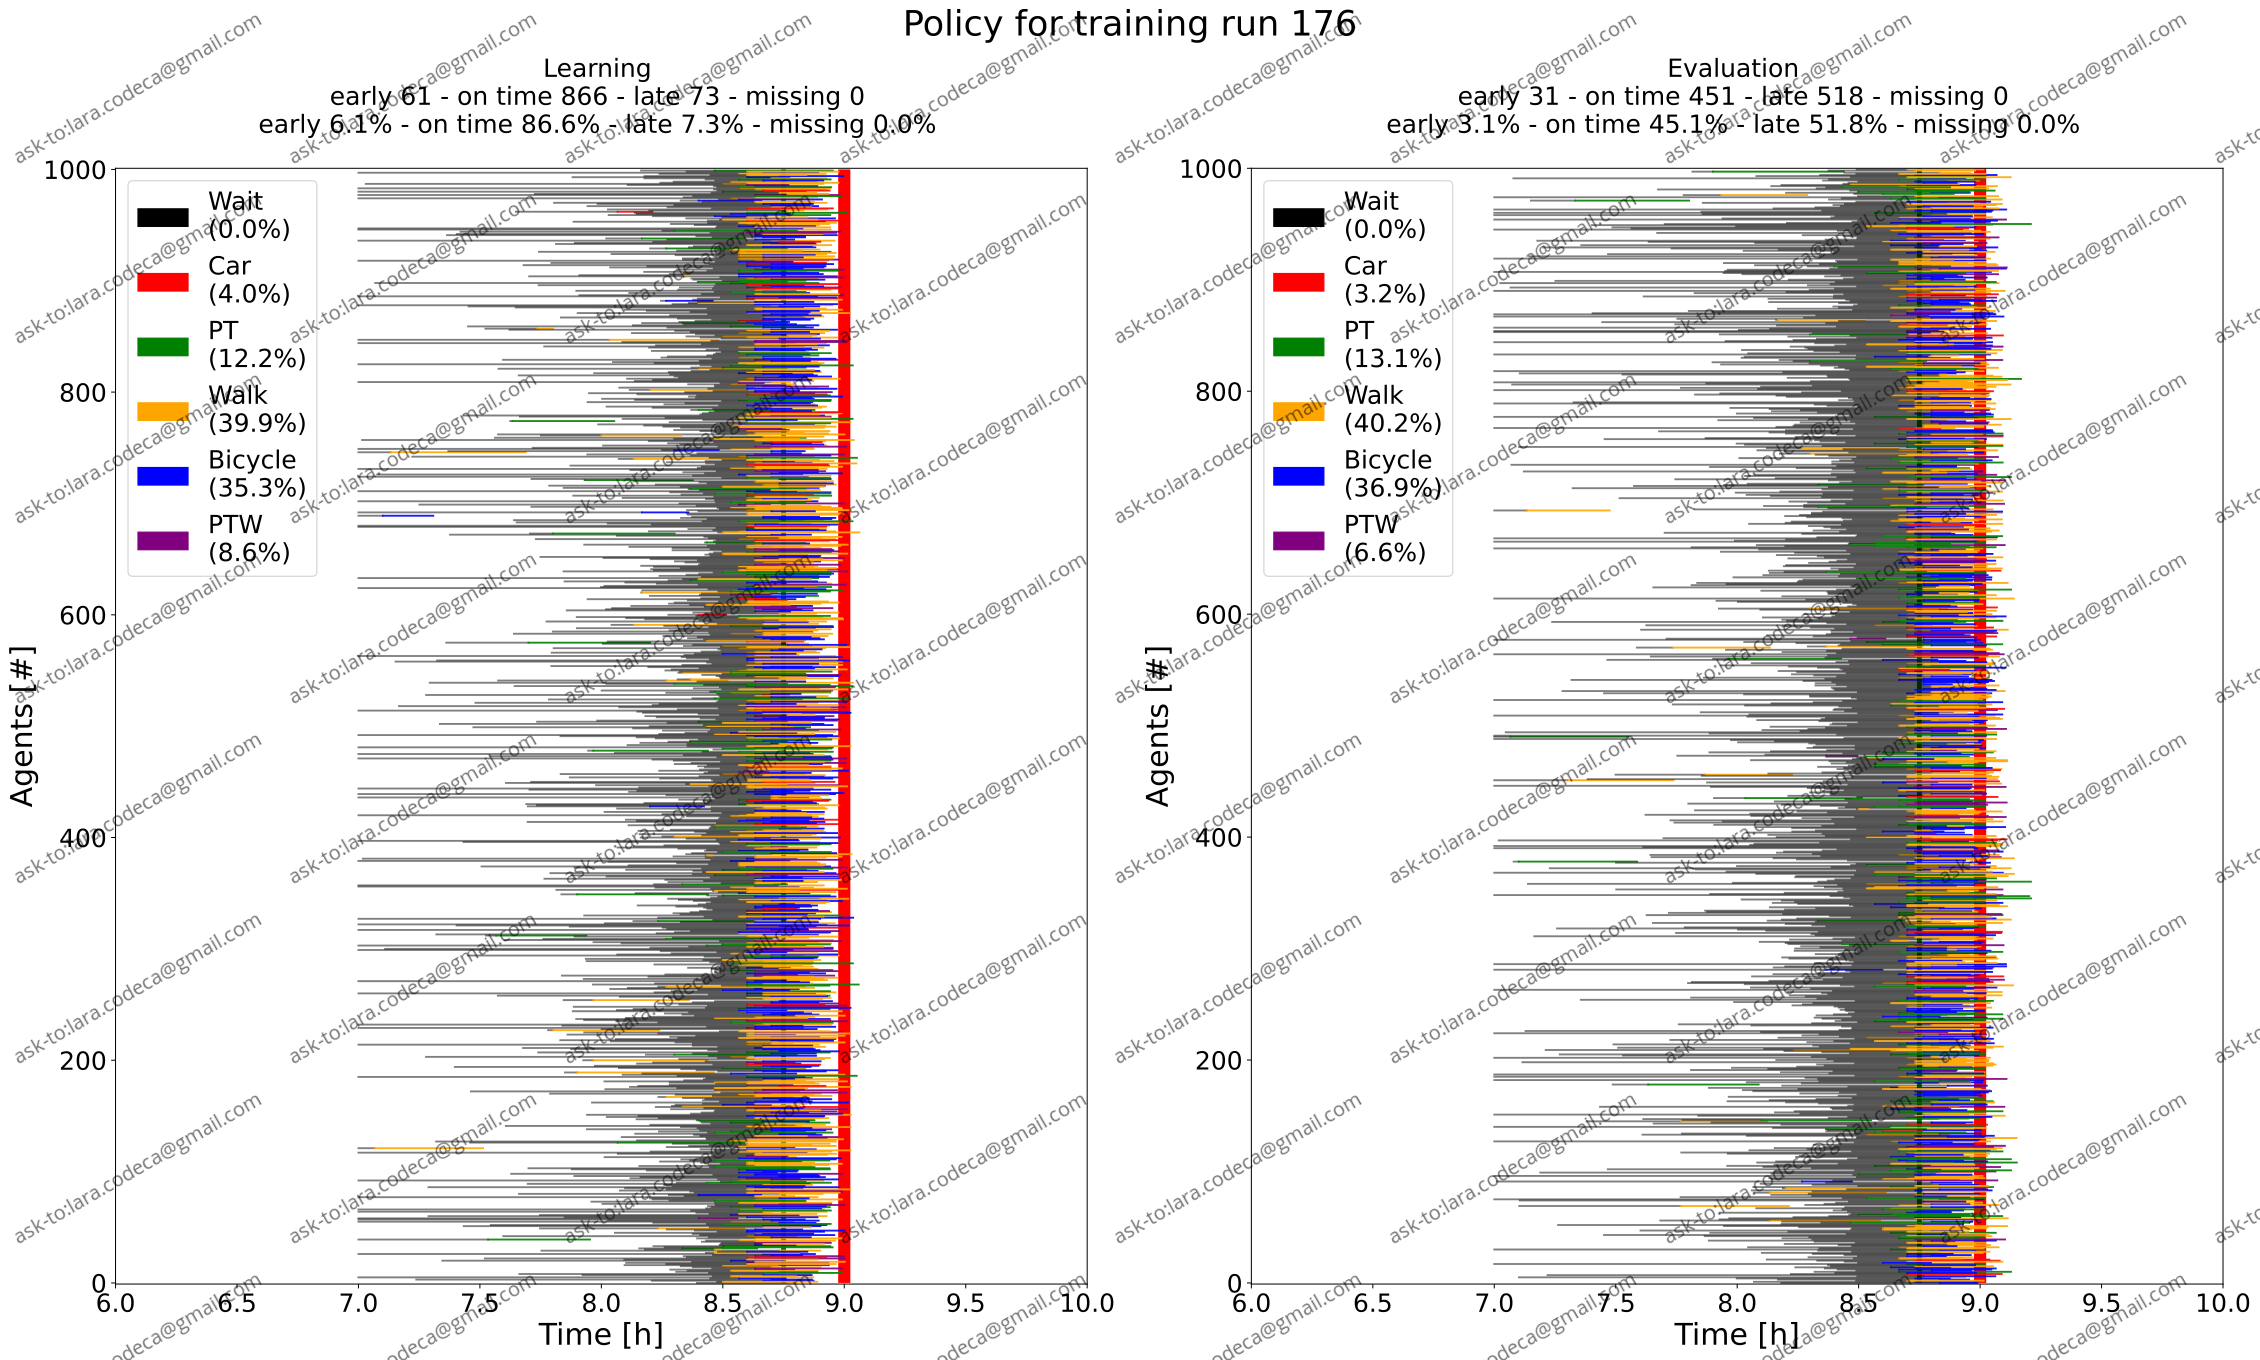 Policy for training run 176
Learning
early 61 - on time 866 - late 73 - missing 0
early 6.1% - on time 86.6% - late 7.3% - missing 0.0%
1000
800
600
400
200
0
Agents [#]
Wait
(0.0%)
Car
(4.0%)
PT
(12.2%)
Walk
(39.9%)
Bicycle
(35.3%)
PTW
(8.6%)
6.0 6.5 7.0 7.5 8.0 8.5 9.0 9.5 10.0
Time [h]
Evaluation
early 31 - on time 451 - late 518 - missing 0
early 3.1% - on time 45.1% - late 51.8% - missing 0.0%
1000
800
600
400
200
0
Agents [#]
Wait
(0.0%)
Car
(3.2%)
PT
(13.1%)
Walk
(40.2%)
Bicycle
(36.9%)
PTW
(6.6%)
6.0 6.5 7.0 7.5 8.0 8.5 9.0 9.5 10.0
Time [h]
ask-to:lara.codeca@gmail.com